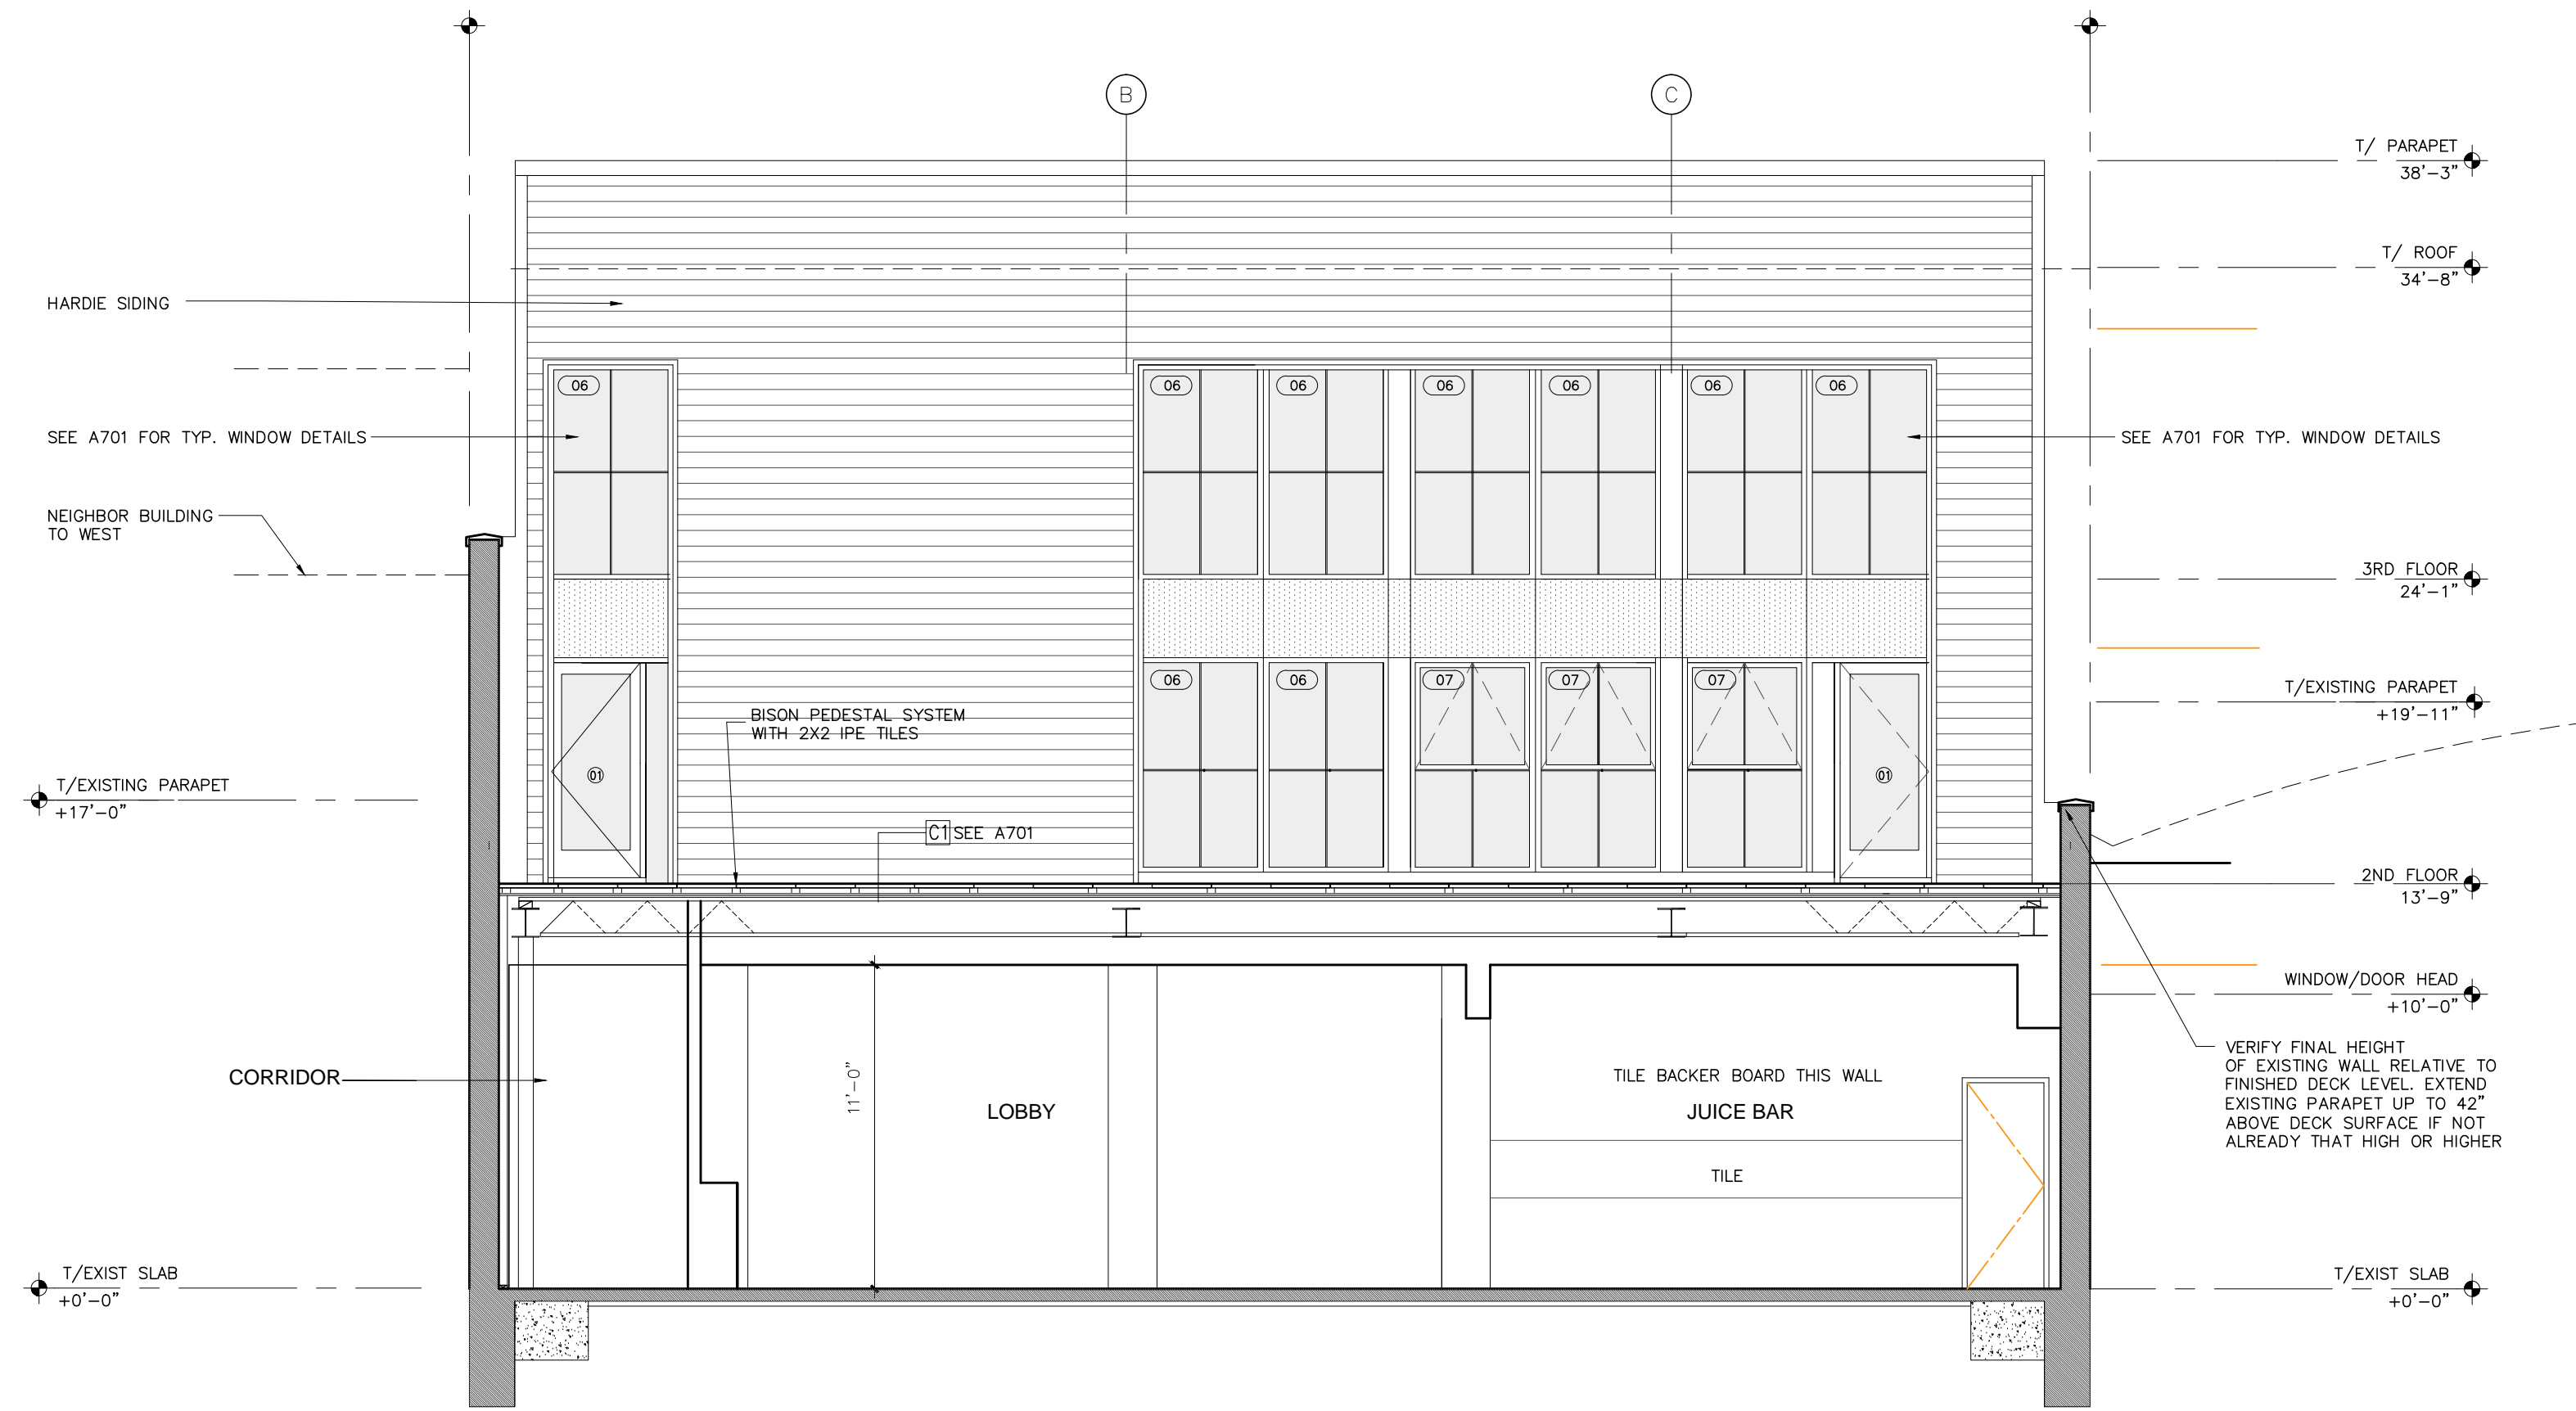 B
C
T/ PARAPET
38'-3"
T/ ROOF
34'-8"
HARDIE SIDING
06
06
06
06
06
06
06
SEE A701 FOR TYP. WINDOW DETAILS
SEE A701 FOR TYP. WINDOW DETAILS
NEIGHBOR BUILDING
TO WEST
3RD FLOOR
24'-1"
06
06
07
07
07
T/EXISTING PARAPET
+19'-11"
BISON PEDESTAL SYSTEM
WITH 2X2 IPE TILES
01
01
T/EXISTING PARAPET
+17'-0"
C1 SEE A701
2ND FLOOR
13'-9"
WINDOW/DOOR HEAD
+10'-0"
VERIFY FINAL HEIGHT
OF EXISTING WALL RELATIVE TO
FINISHED DECK LEVEL. EXTEND
EXISTING PARAPET UP TO 42"
ABOVE DECK SURFACE IF NOT
ALREADY THAT HIGH OR HIGHER
CORRIDOR
11'-0"
LOBBY
TILE BACKER BOARD THIS WALL
JUICE BAR
TILE
T/EXIST SLAB
+0'-0"
T/EXIST SLAB
+0'-0"